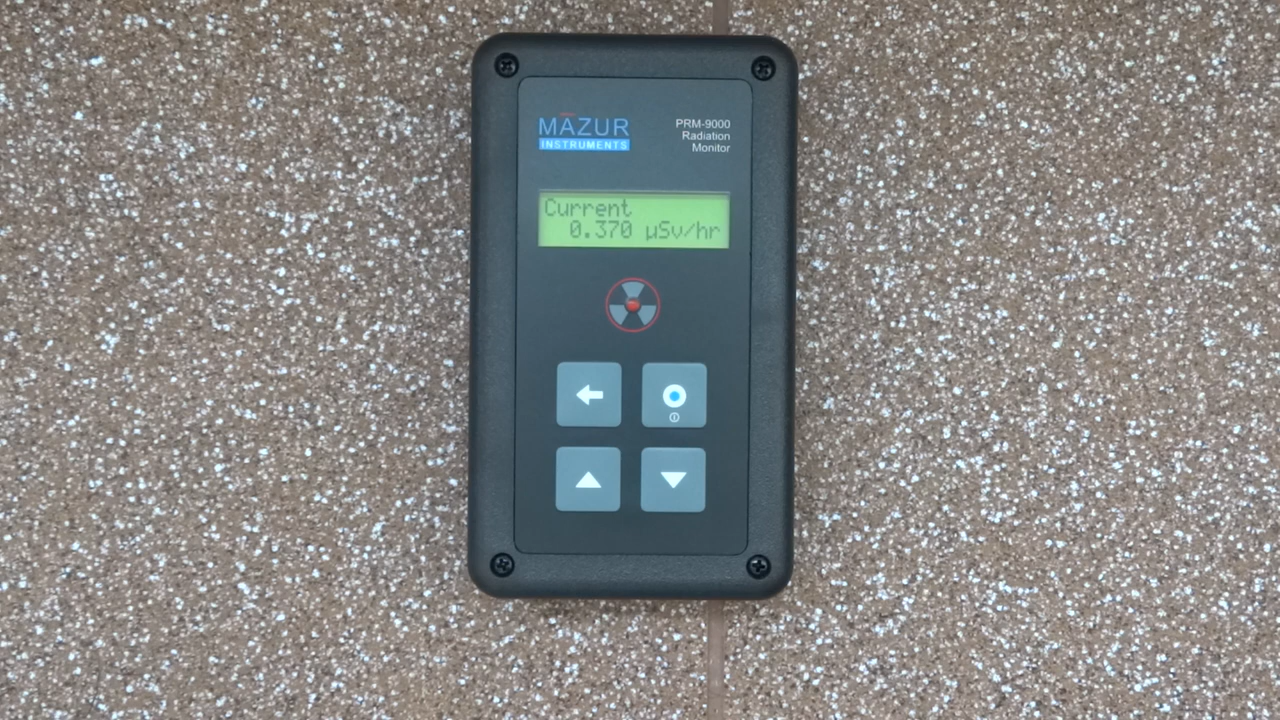 MAZUR
INSTRUMENTS
PRM-9000
Radiation
Monitor
Current
0.370 µSv/hr